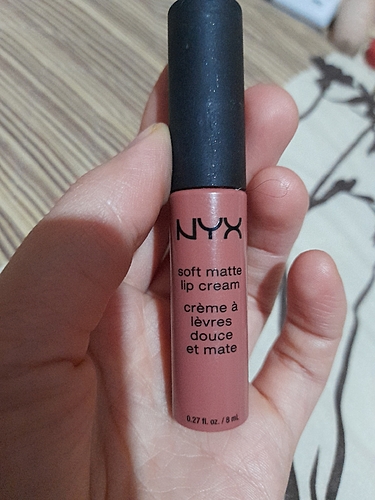 NYX
soft matte
lip cream
crème à
lèvres
douce
et mate
0.27 fl. oz. / 8 mL